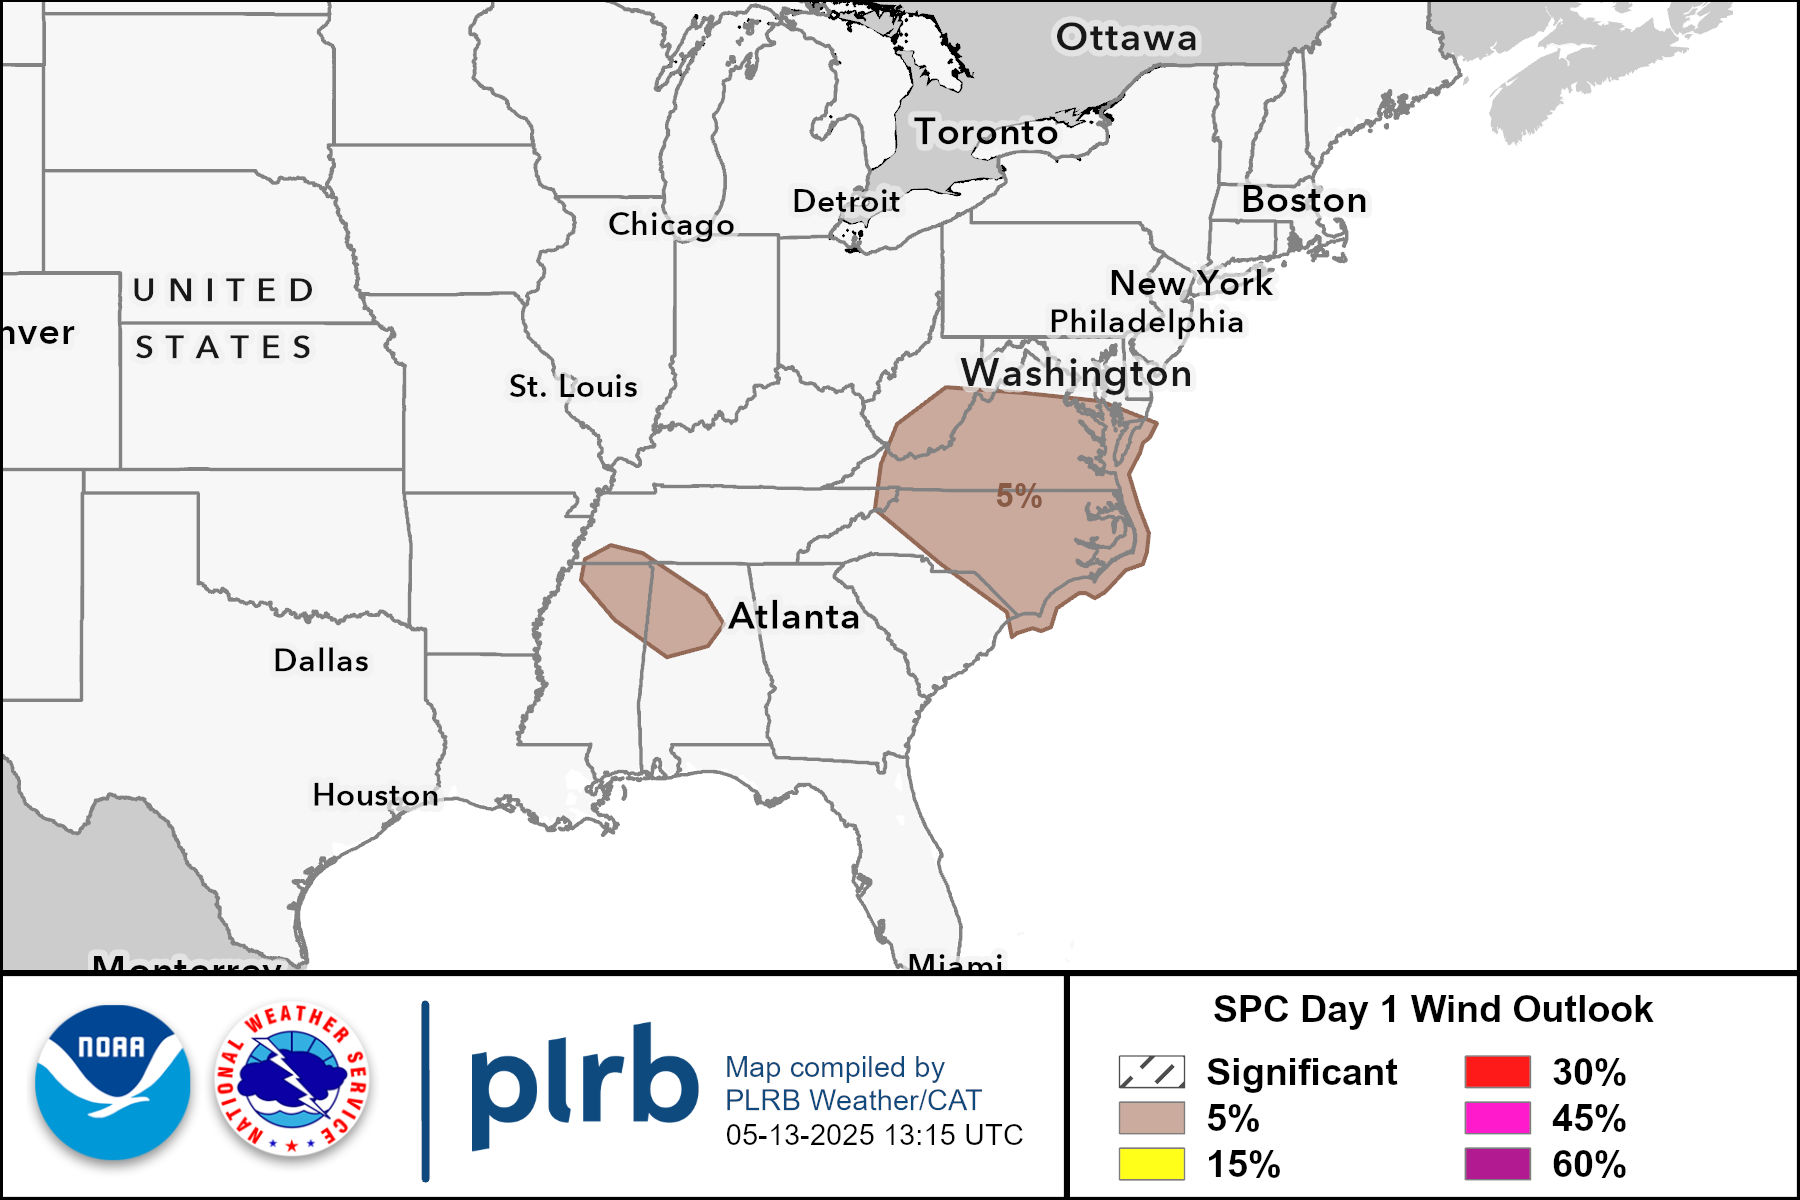 Ottawa
Toronto
Detroit
Boston
Chicago
New York
UNITED
Philadelphia
nver
STATES
Washington
St. Louis
5%
Atlanta
Dallas
Houston
Monterrey
Miami
NOAA
NATIONAL WEATHER SERVICE
plrb
Map compiled by
PLRB Weather/CAT
05-13-2025 13:15 UTC
SPC Day 1 Wind Outlook
Significant
5%
15%
30%
45%
60%